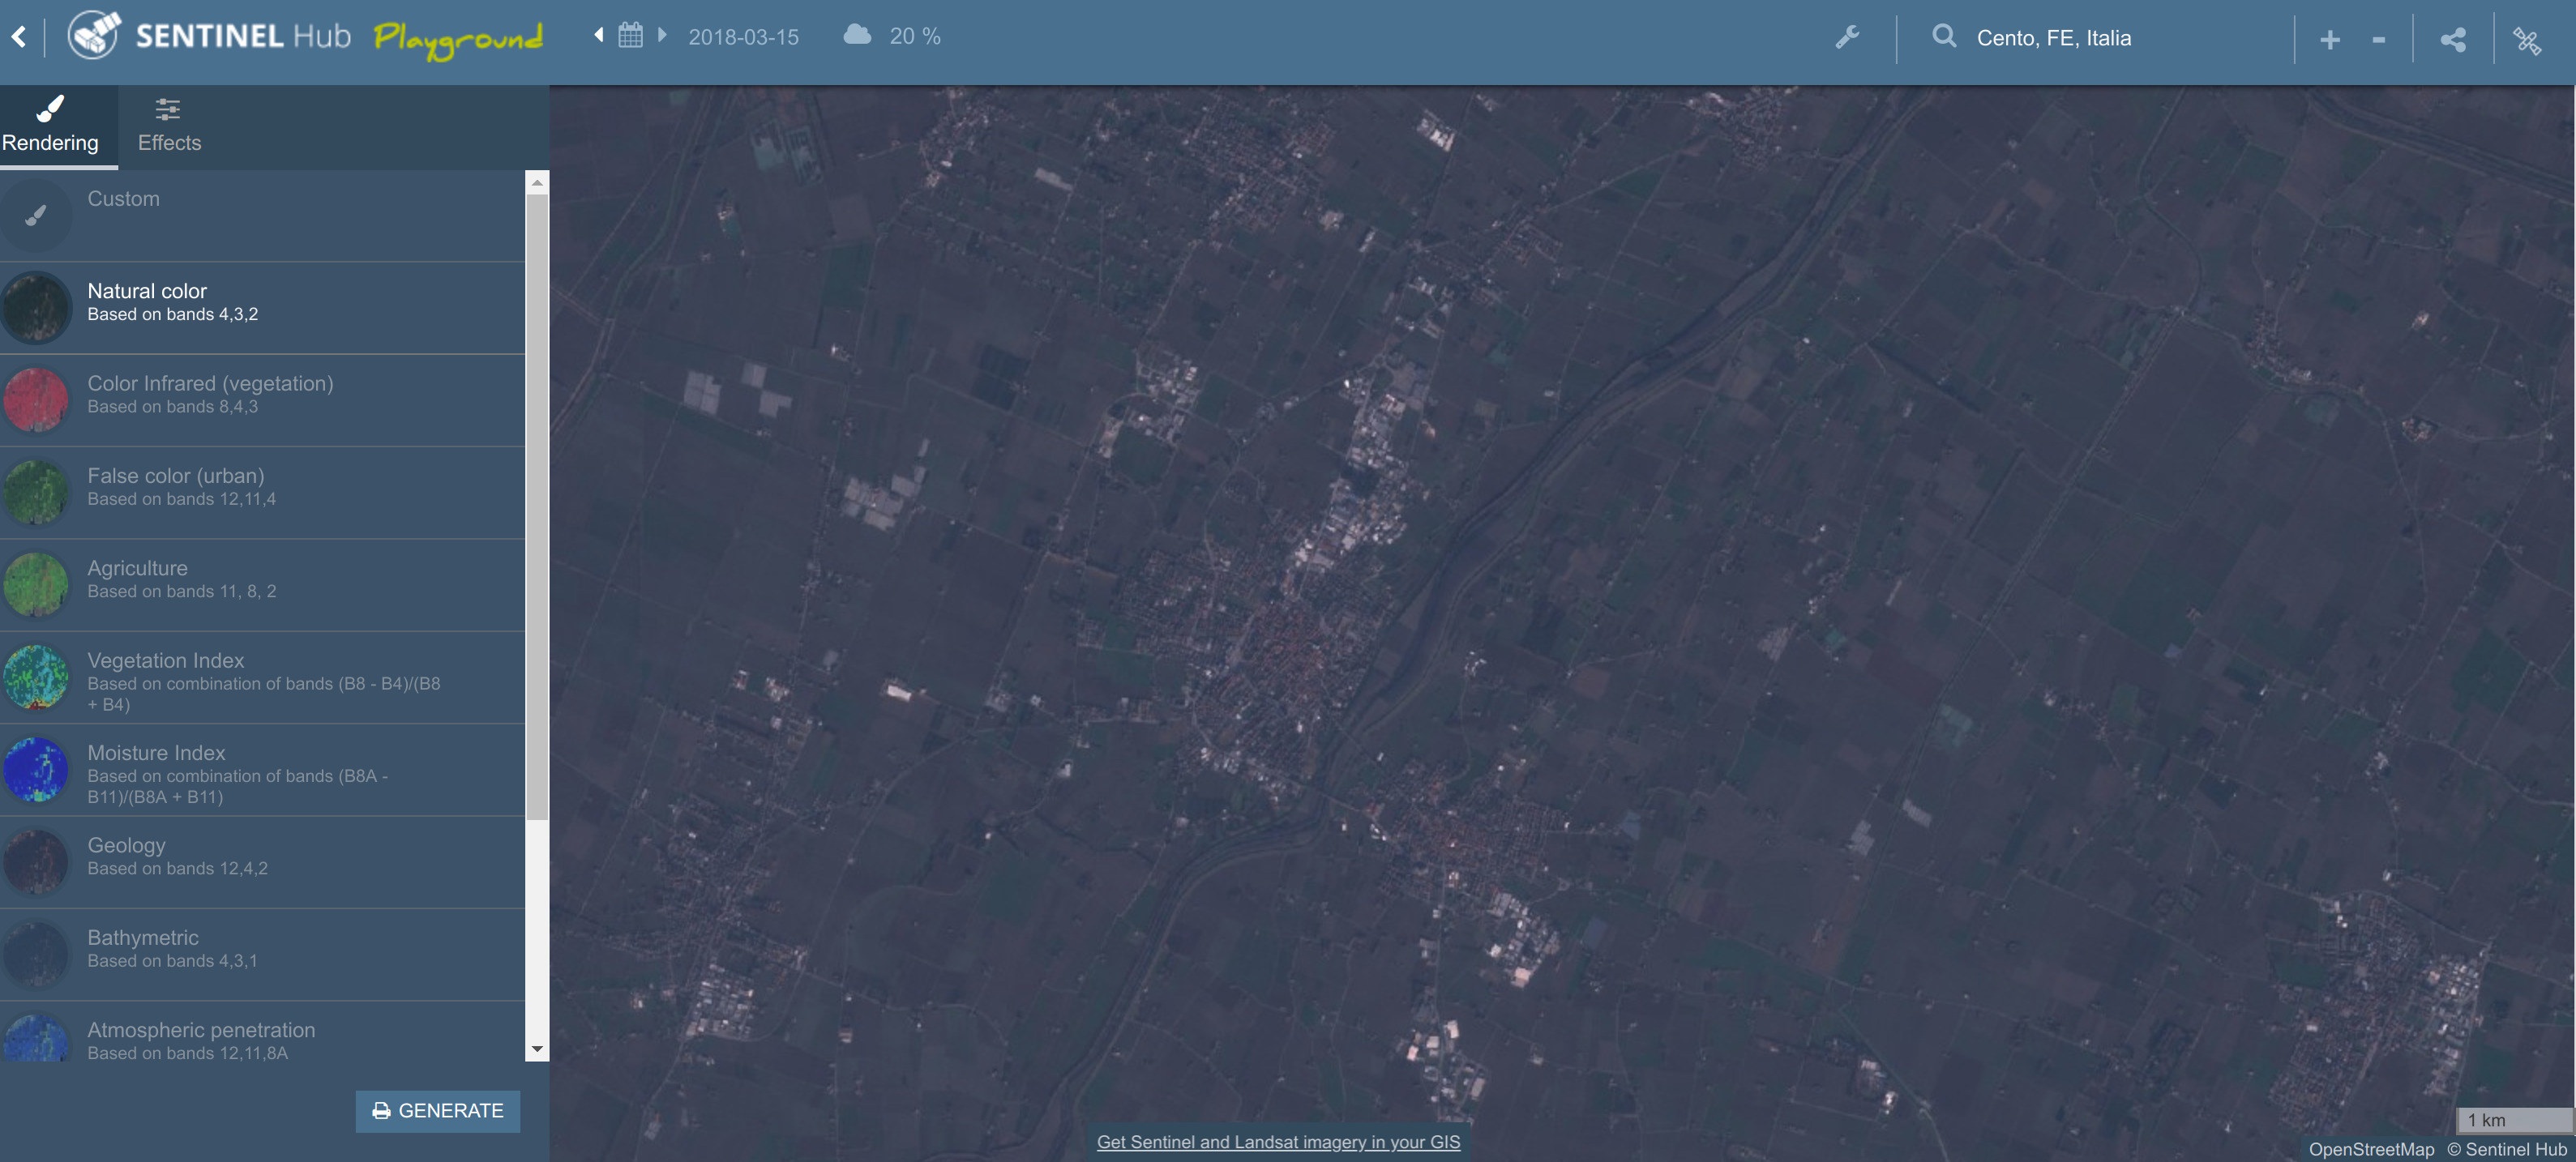 SENTINEL Hub Playground
2018-03-15
20 %
Cento, FE, Italia
+ -
Rendering
Effects
Custom
Natural color
Based on bands 4,3,2
Color Infrared (vegetation)
Based on bands 8,4,3
False color (urban)
Based on bands 12,11,4
Agriculture
Based on bands 11, 8, 2
Vegetation Index
Based on combination of bands (B8 - B4)/(B8
+ B4)
Moisture Index
Based on combination of bands (B8A -
B11)/(B8A + B11)
Geology
Based on bands 12,4,2
Bathymetric
Based on bands 4,3,1
Atmospheric penetration
Based on bands 12,11,8A
GENERATE
1 km
Get Sentinel and Landsat imagery in your GIS
OpenStreetMap © Sentinel Hub